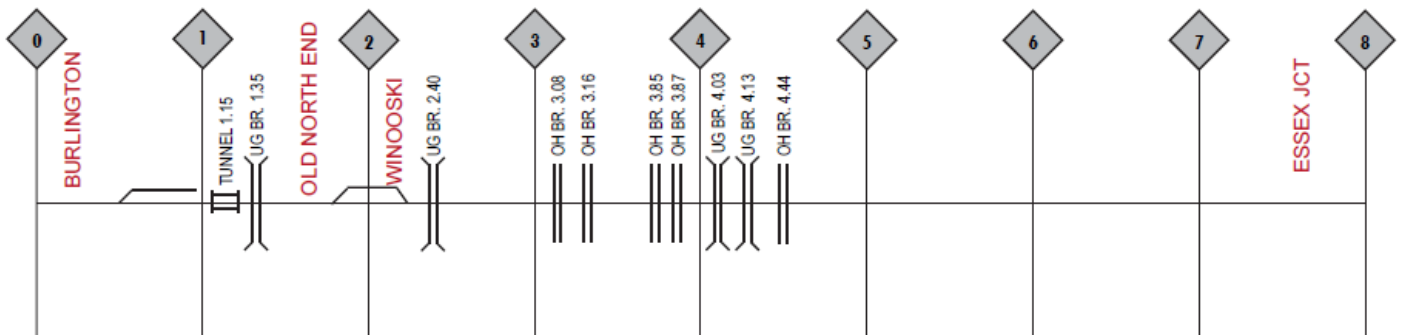 0
1
2
3
4
5
6
7
8
BURLINGTON
TUNNEL 1.15
UG BR. 1.35
OLD NORTH END
WINOOSKI
UG BR. 2.40
OH BR. 3.08
OH BR. 3.16
OH BR. 3.85
OH BR. 3.87
UG BR. 4.03
UG BR. 4.13
OH BR. 4.44
ESSEX JCT